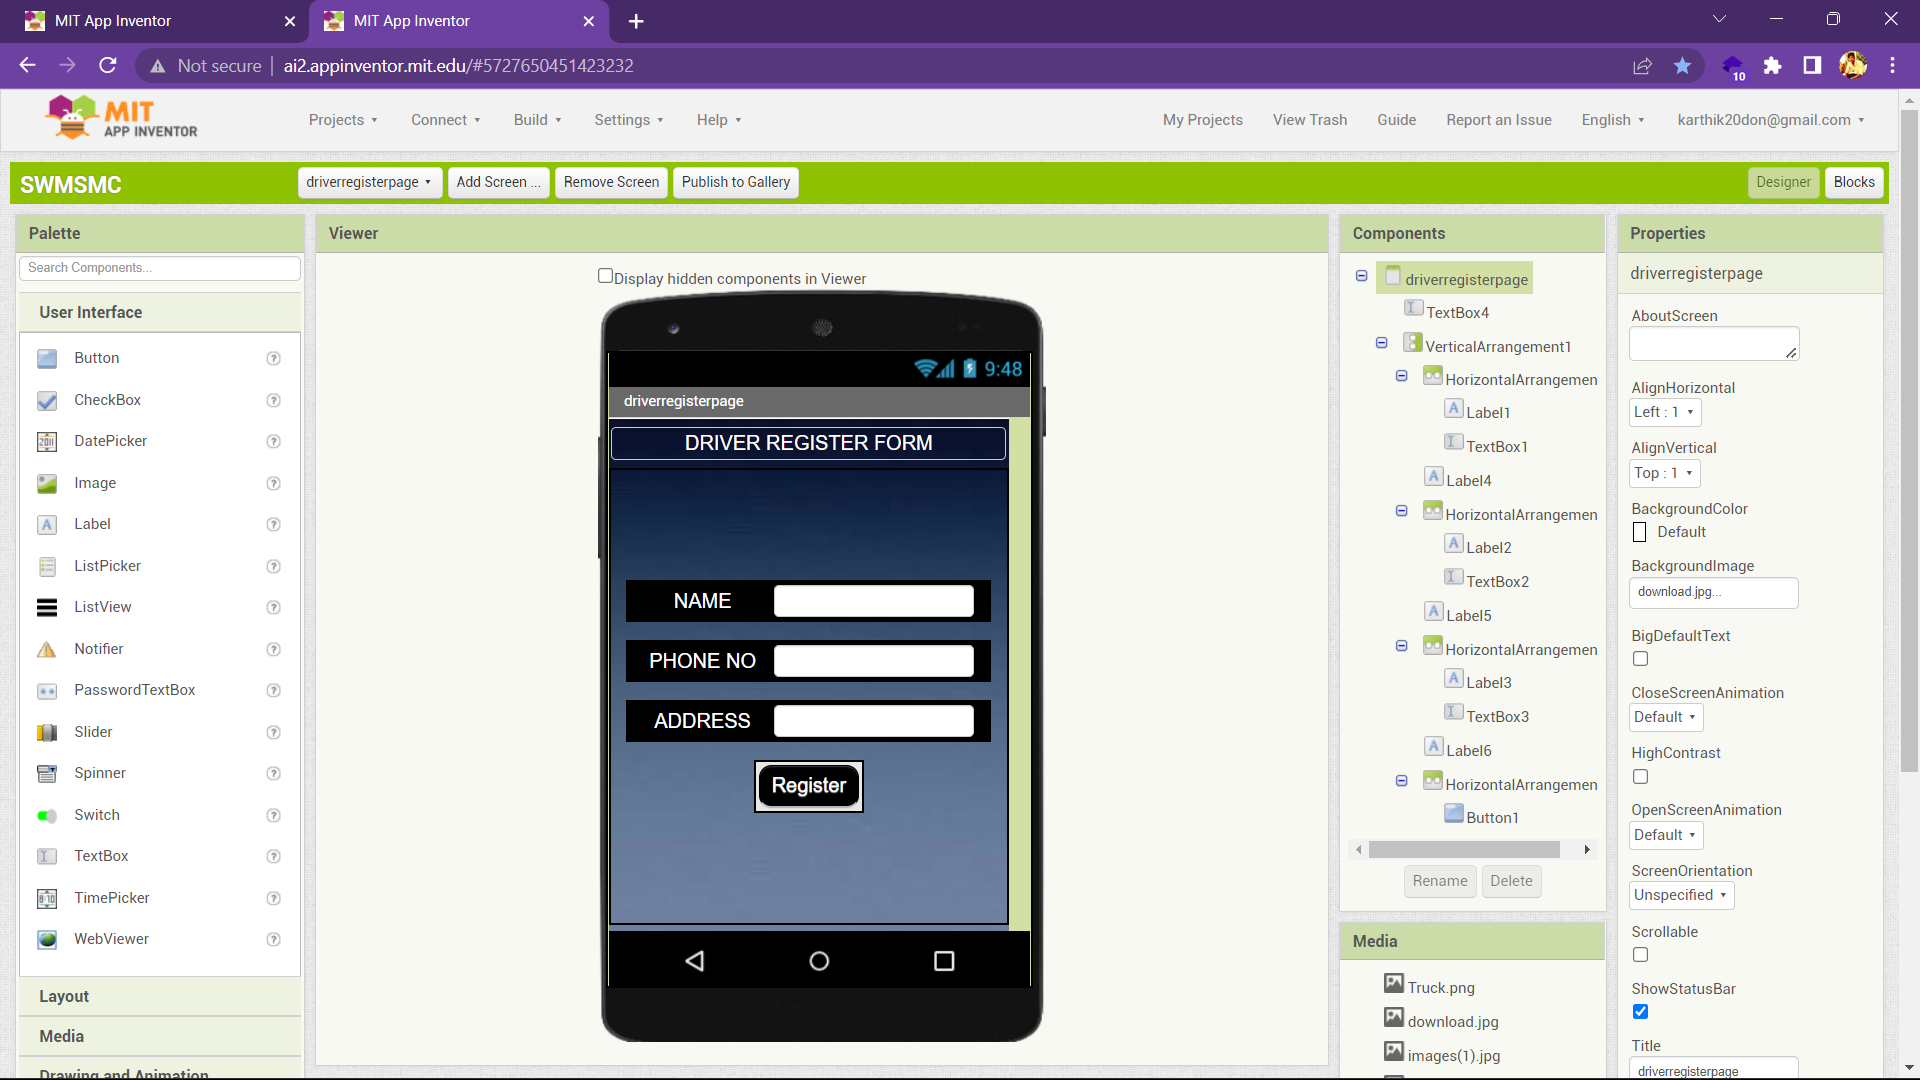 MIT App Inventor
MIT App Inventor
Not secure
ai2.appinventor.mit.edu/#5727650451423232
10
MIT
APP INVENTOR
Projects
Connect
Build
Settings
Help
My Projects
View Trash
Guide
Report an Issue
English
karthik20don@gmail.com
SWMSMC
driverregisterpage
Add Screen ...
Remove Screen
Publish to Gallery
Designer
Blocks
Palette
Search Components...
User Interface
Button
CheckBox
DatePicker
Image
Label
ListPicker
ListView
Notifier
PasswordTextBox
Slider
Spinner
Switch
TextBox
TimePicker
WebViewer
Layout
Media
Drawing and Animation
Viewer
Display hidden components in Viewer
9:48
driverregisterpage
DRIVER REGISTER FORM
NAME
PHONE NO
ADDRESS
Register
Components
driverregisterpage
TextBox4
VerticalArrangement1
HorizontalArrangemen
Label1
TextBox1
Label4
HorizontalArrangemen
Label2
TextBox2
Label5
HorizontalArrangemen
Label3
TextBox3
Label6
HorizontalArrangemen
Button1
Rename
Delete
Media
Truck.png
download.jpg
images(1).jpg
Properties
driverregisterpage
AboutScreen
AlignHorizontal
Left : 1
AlignVertical
Top : 1
BackgroundColor
Default
BackgroundImage
download.jpg...
BigDefaultText
CloseScreenAnimation
Default
HighContrast
OpenScreenAnimation
Default
ScreenOrientation
Unspecified
Scrollable
ShowStatusBar
Title
driverregisterpage